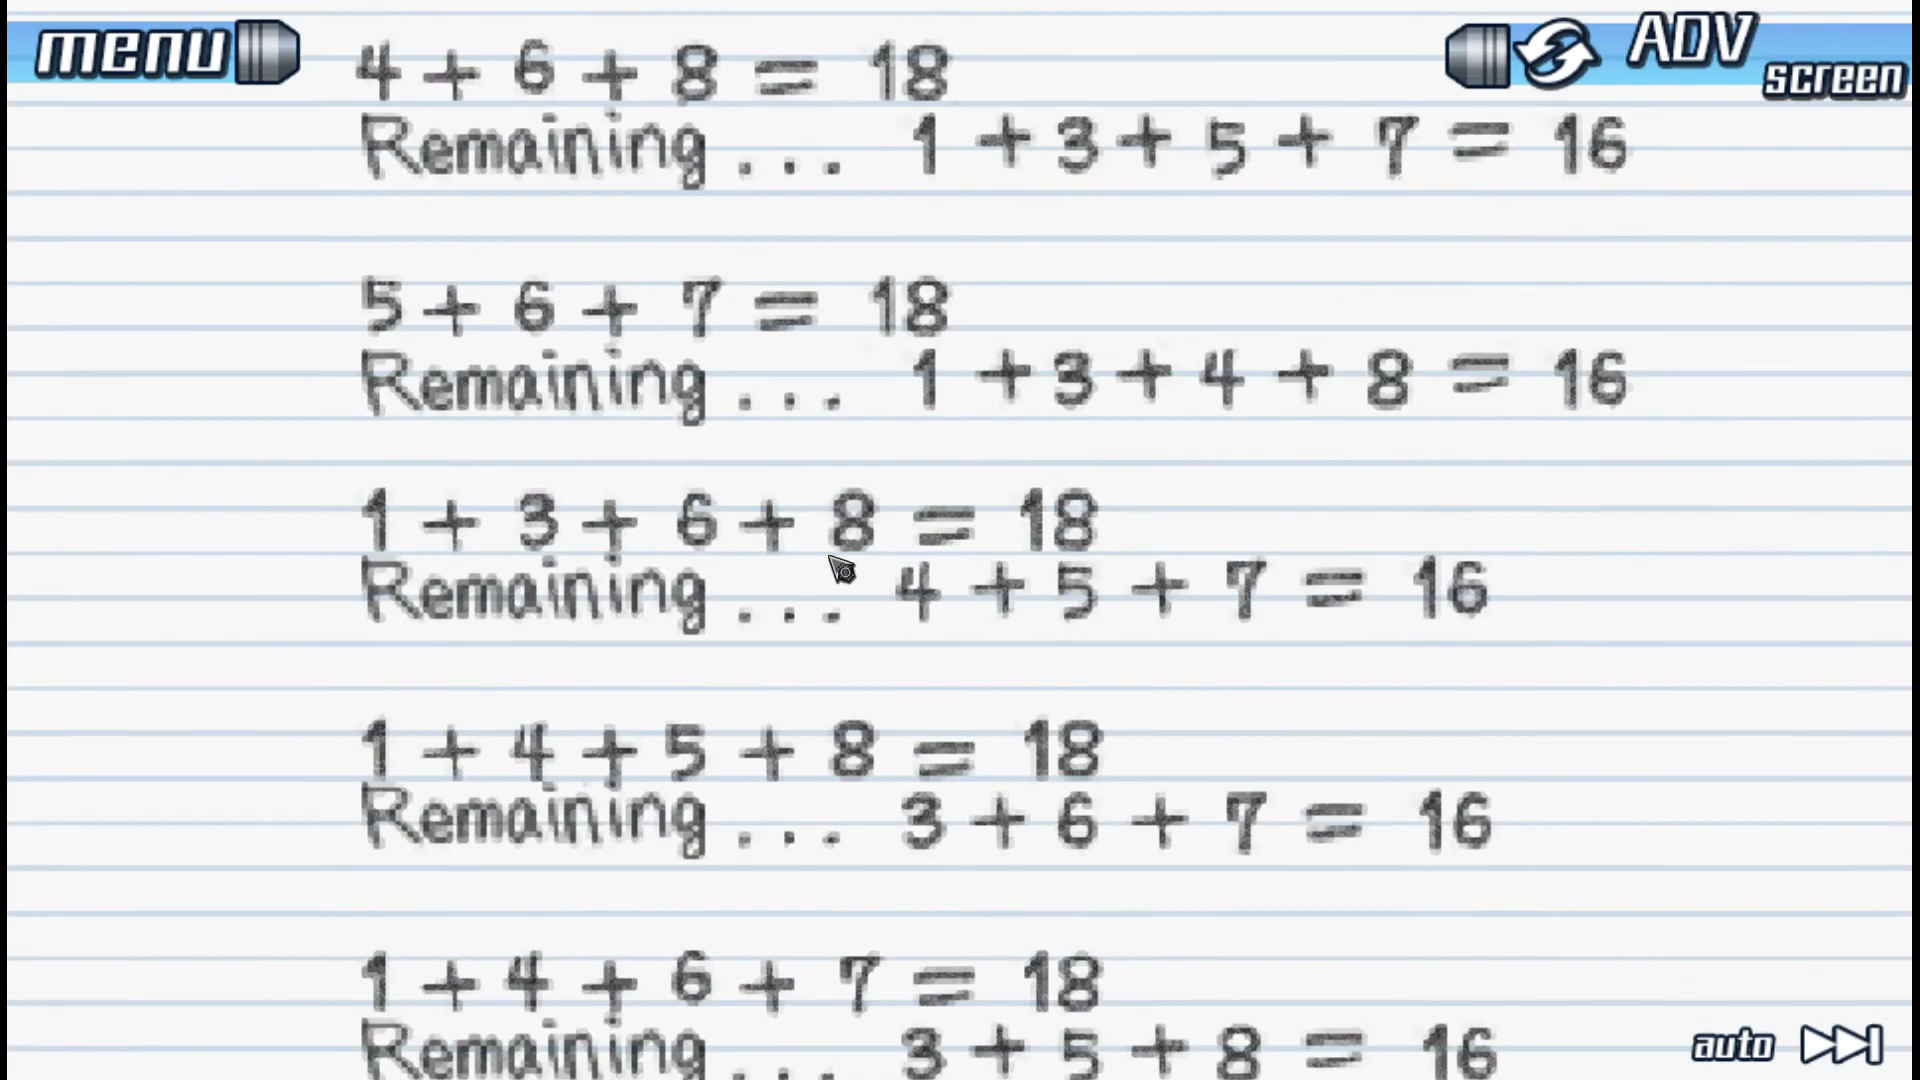 menu
ADV screen
4 + 6 + 8 = 18
Remaining... 1 + 3 + 5 + 7 = 16
5 + 6 + 7 = 18
Remaining... 1 + 3 + 4 + 8 = 16
1 + 3 + 6 + 8 = 18
Remaining... 4 + 5 + 7 = 16
1 + 4 + 5 + 8 = 18
Remaining... 3 + 6 + 7 = 16
1 + 4 + 6 + 7 = 18
Remaining... 3 + 5 + 8 = 16
auto